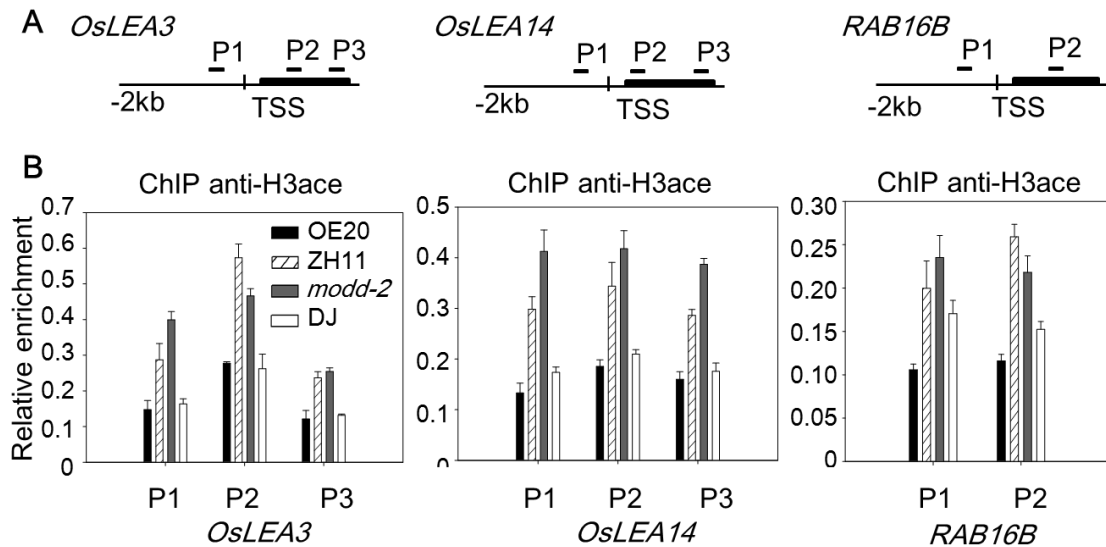 A
OsLEA3
P1 P2 P3
-2kb TSS
OsLEA14
P1 P2 P3
-2kb TSS
RAB16B
P1 P2
-2kb TSS
B
ChIP anti-H3ace
Relative enrichment
0.7
0.6
0.5
0.4
0.3
0.2
0.1
0
OE20
ZH11
modd-2
DJ
P1 P2 P3
OsLEA3
ChIP anti-H3ace
0.5
0.4
0.3
0.2
0.1
0
P1 P2 P3
OsLEA14
ChIP anti-H3ace
0.30
0.25
0.20
0.15
0.10
0.05
0.00
P1 P2
RAB16B